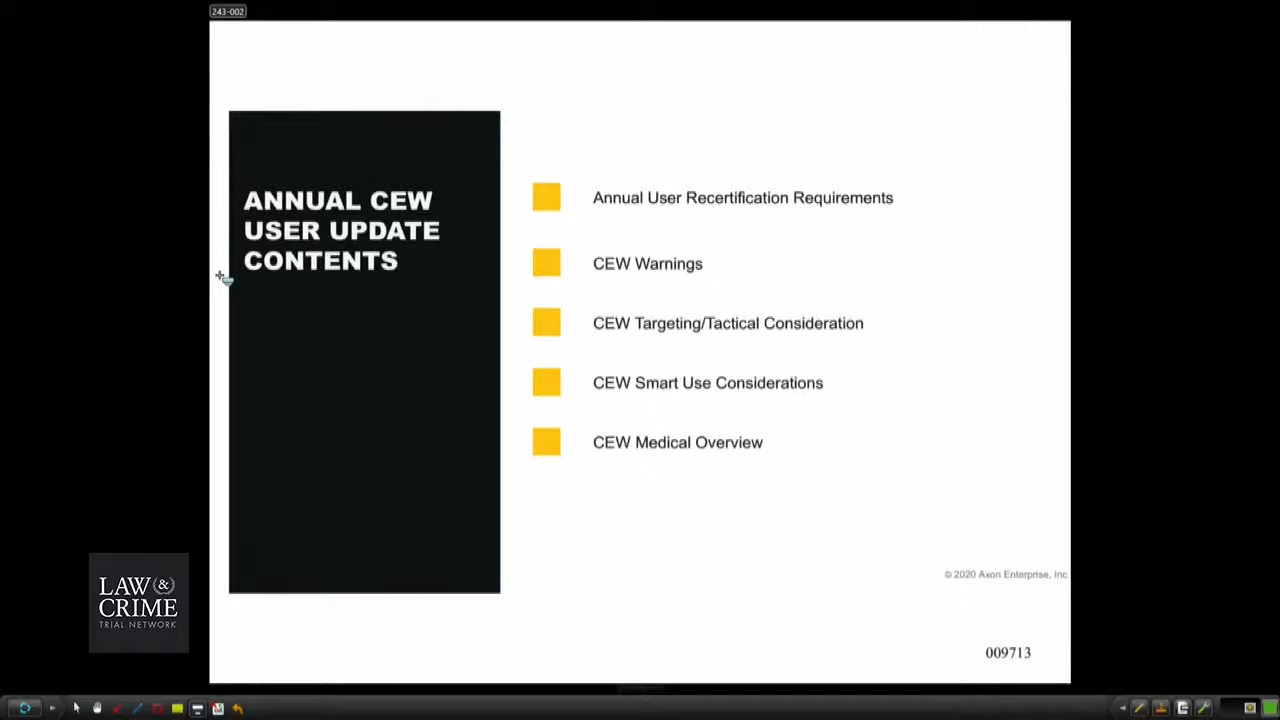 243-002
ANNUAL CEW
USER UPDATE
CONTENTS
Annual User Recertification Requirements
CEW Warnings
CEW Targeting/Tactical Consideration
CEW Smart Use Considerations
CEW Medical Overview
© 2020 Axon Enterprise, Inc
009713
LAW &
CRIME
TRIAL NETWORK